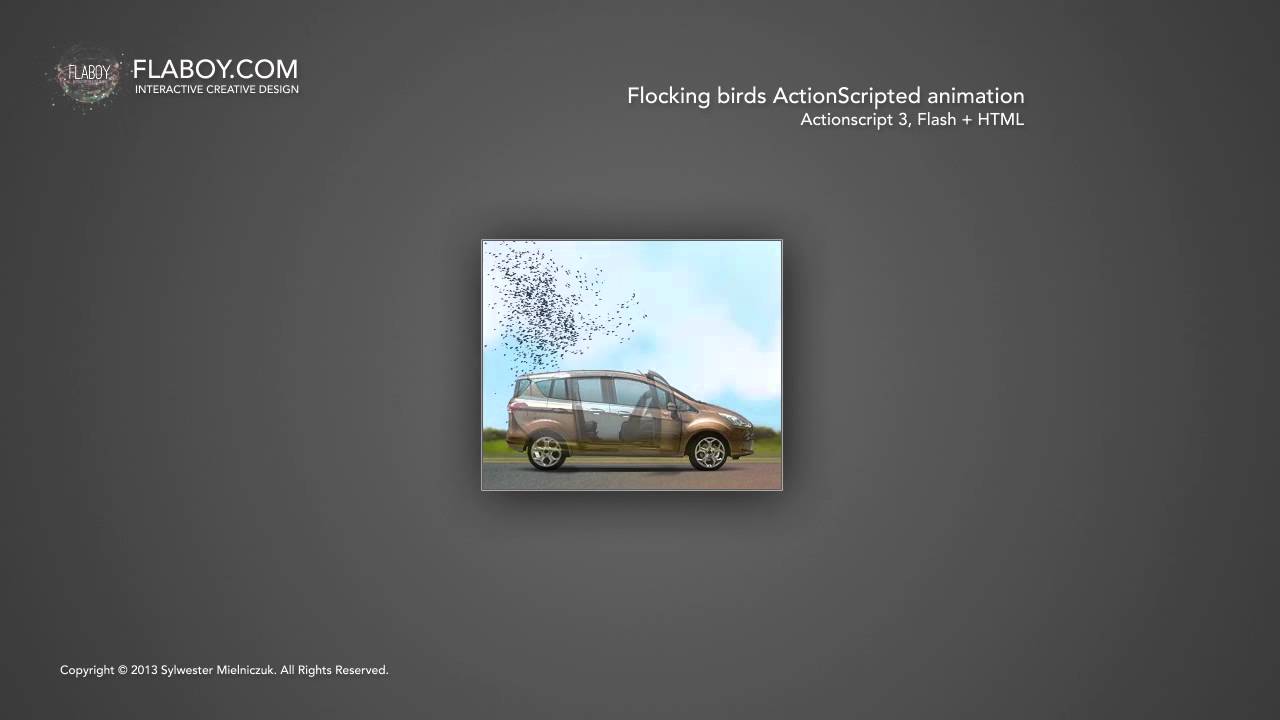 FLABOY
FLABOY.COM
INTERACTIVE CREATIVE DESIGN
Flocking birds ActionScripted animation
Actionscript 3, Flash + HTML
Copyright © 2013 Sylwester Mielniczuk. All Rights Reserved.